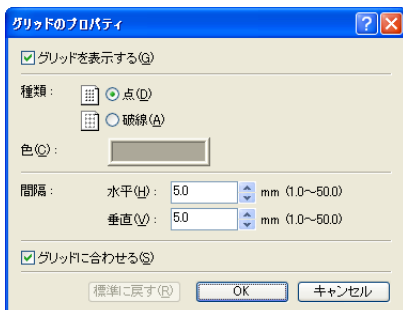 グリッドのプロパティ
グリッドを表示する(G)
種類: 点(D)
破線(A)
色(C):
間隔: 水平(H): 5.0 mm (1.0～50.0)
垂直(V): 5.0 mm (1.0～50.0)
グリッドに合わせる(S)
標準に戻す(R) OK キャンセル